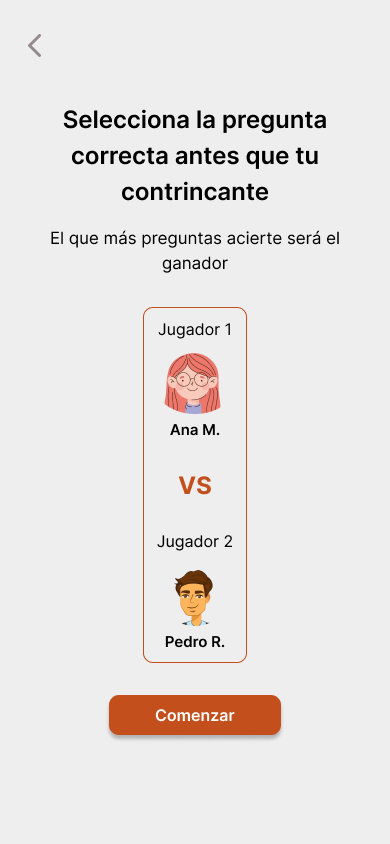 Selecciona la pregunta
correcta antes que tu
contrincante
El que más preguntas acierte será el
ganador
Jugador 1
Ana M.
VS
Jugador 2
Pedro R.
Comenzar